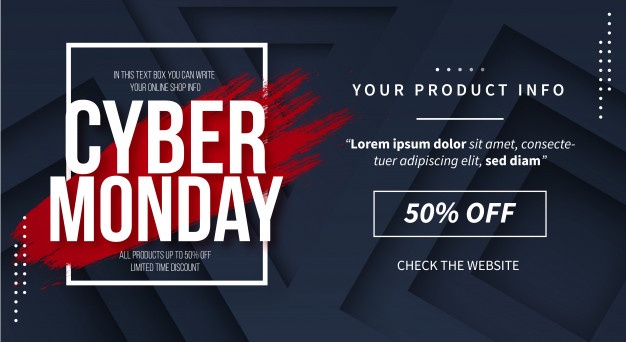 IN THIS TEXT BOX YOU CAN WRITE
YOUR ONLINE SHOP INFO
CYBER
MONDAY
ALL PRODUCTS UP TO 50% OFF
LIMITED TIME DISCOUNT
YOUR PRODUCT INFO
“Lorem ipsum dolor sit amet, consecte-
tuer adipiscing elit, sed diam”
50% OFF
CHECK THE WEBSITE